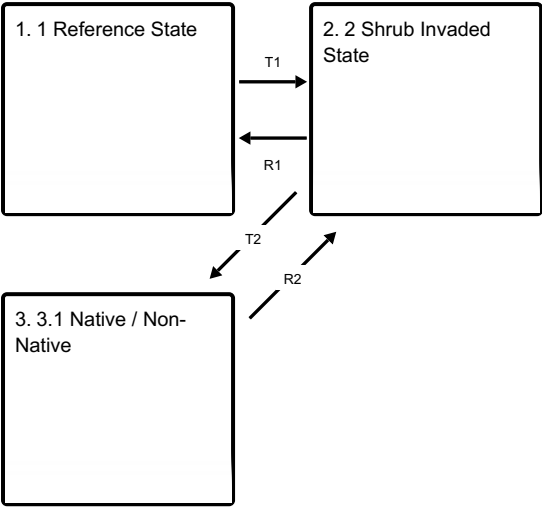 1. 1 Reference State
2. 2 Shrub Invaded
State
T1
R1
T2
R2
3. 3.1 Native / Non-
Native